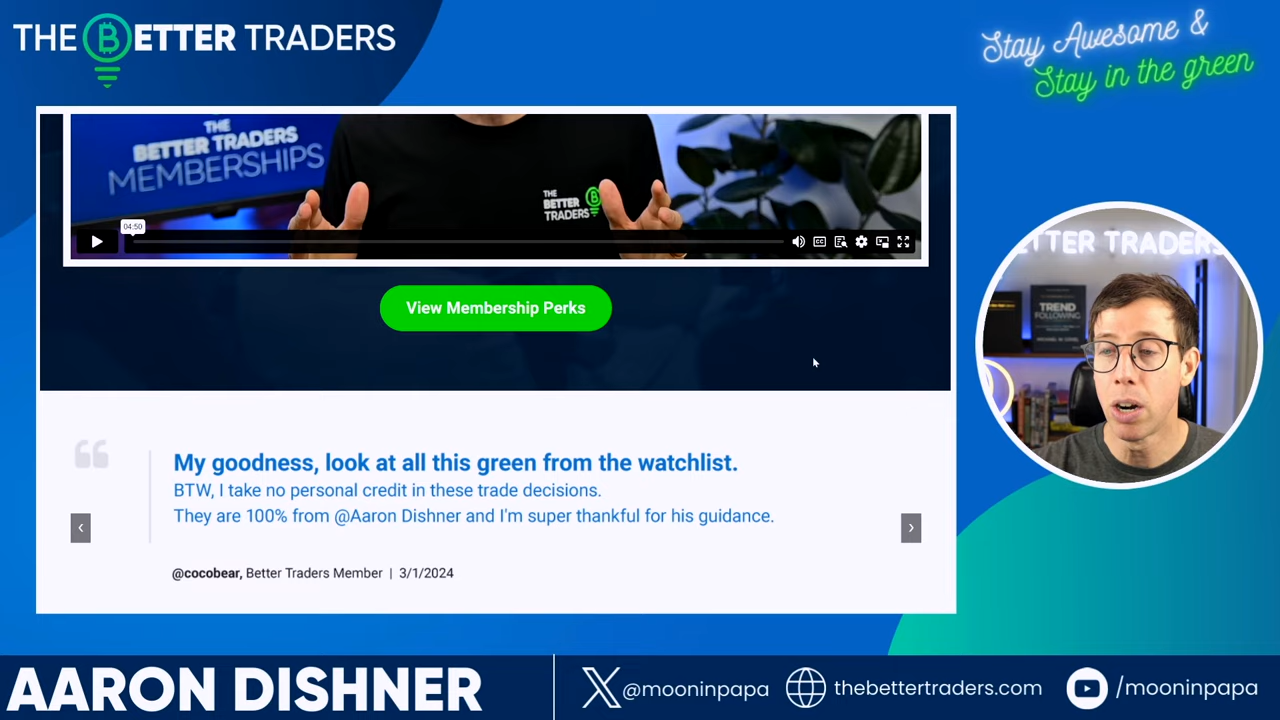 THE BETTER TRADERS
Stay Awesome &
Stay in the green
THE
BETTER TRADERS
MEMBERSHIPS
THE
BETTER
TRADERS
04:50
CC
View Membership Perks
My goodness, look at all this green from the watchlist.
BTW, I take no personal credit in these trade decisions.
They are 100% from @Aaron Dishner and I'm super thankful for his guidance.
@cocobear, Better Traders Member | 3/1/2024
ETTER TRADERS
TREND
FOLLOWING
AARON DISHNER
@mooninpapa
thebettertraders.com
/mooninpapa